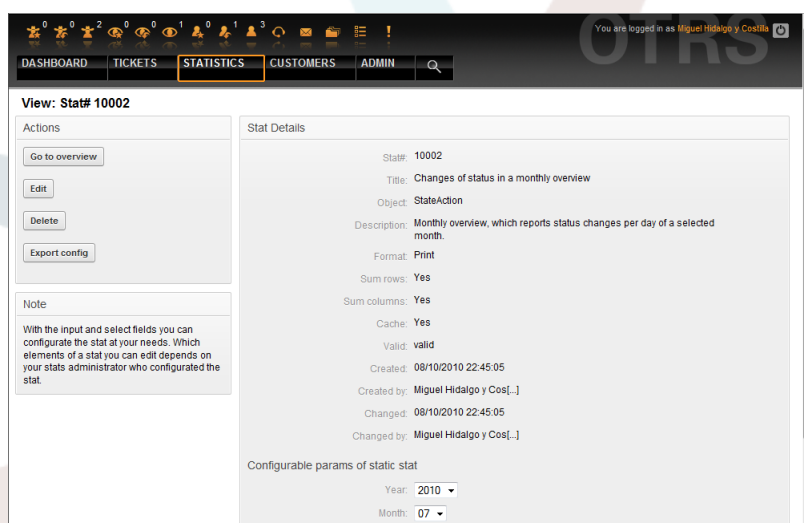 0 0 2 0 0 1 0 1 3
You are logged in as Miguel Hidalgo y Costilla
OTRS
DASHBOARD TICKETS STATISTICS CUSTOMERS ADMIN
View: Stat# 10002
Actions
Go to overview
Edit
Delete
Export config
Note
With the input and select fields you can
configurate the stat at your needs. Which
elements of a stat you can edit depends on
your stats administrator who configurated the
stat.
Stat Details
Stat#: 10002
Title: Changes of status in a monthly overview
Object: StateAction
Description: Monthly overview, which reports status changes per day of a selected
month.
Format: Print
Sum rows: Yes
Sum columns: Yes
Cache: Yes
Valid: valid
Created: 08/10/2010 22:45:05
Created by: Miguel Hidalgo y Cos[...]
Changed: 08/10/2010 22:45:05
Changed by: Miguel Hidalgo y Cos[...]
Configurable params of static stat
Year: 2010
Month: 07